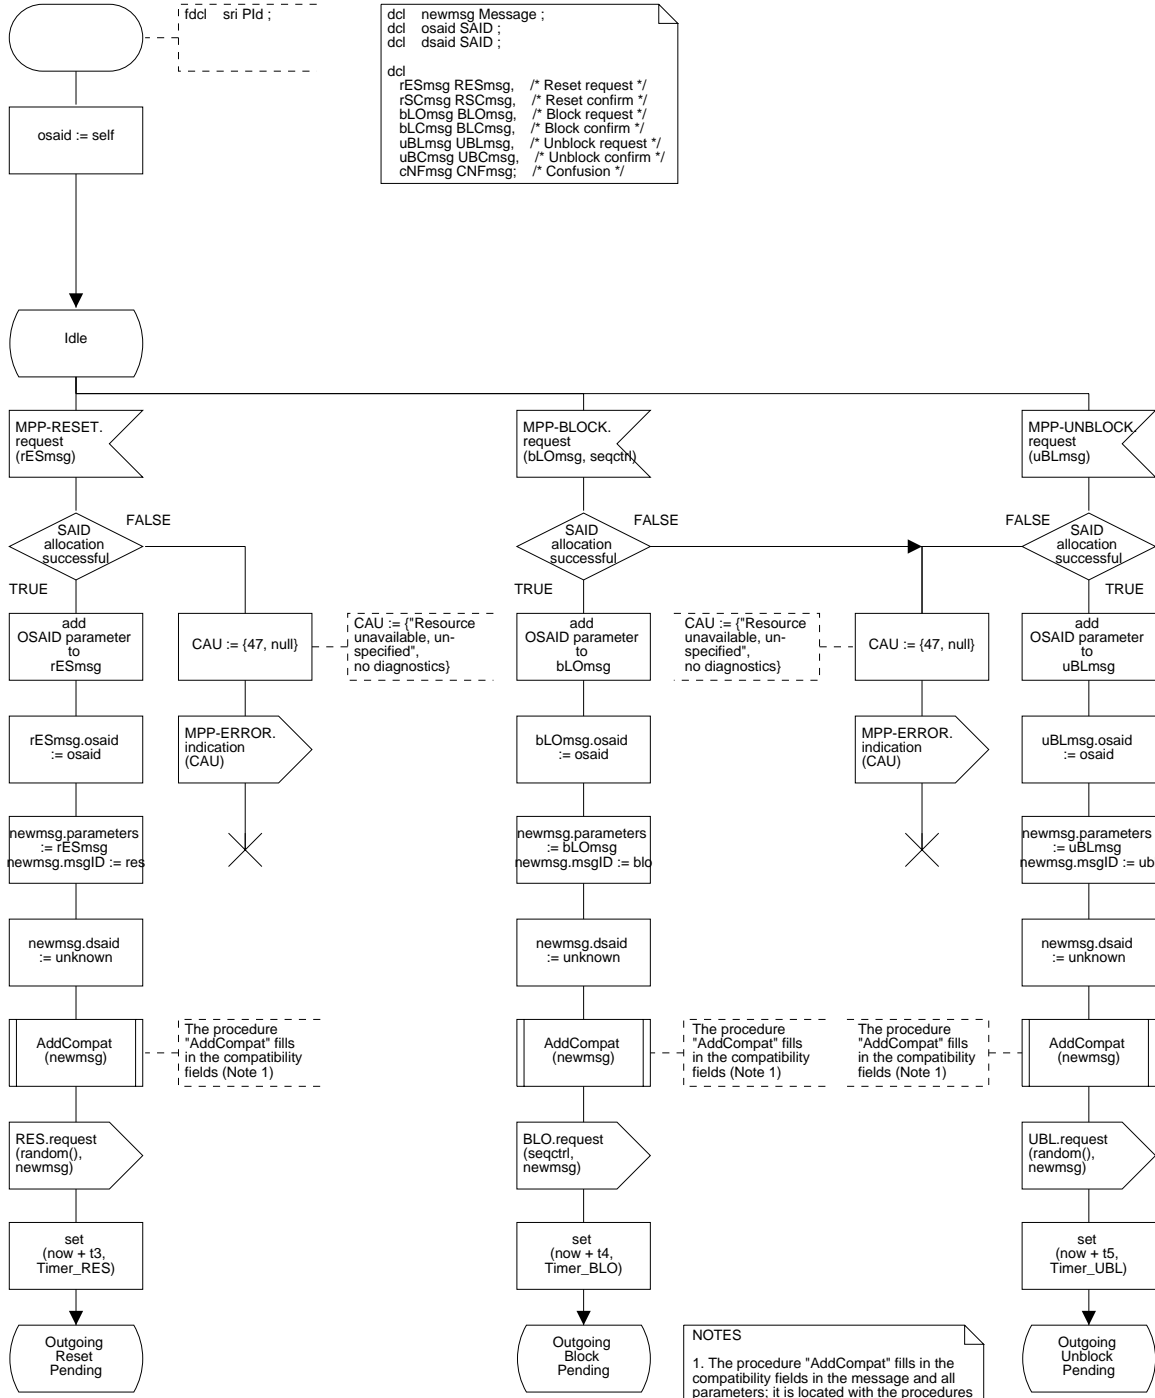 fdcl sri PId ;
dcl newmsg Message ;
dcl osaid SAID ;
dcl dsaid SAID ;
dcl
rESmsg RESmsg, /* Reset request */
rSCmsg RSCmsg, /* Reset confirm */
bLOmsg BLOmsg, /* Block request */
bLCmsg BLCmsg, /* Block confirm */
uBLmsg UBLmsg, /* Unblock request */
uBCmsg UBCmsg, /* Unblock confirm */
cNFmsg CNFmsg; /* Confusion */
osaid := self
Idle
MPP-RESET.
request
(rESmsg)
MPP-BLOCK.
request
(bLOmsg, seqctrl)
MPP-UNBLOCK.
request
(uBLmsg)
SAID
allocation
successful
FALSE
TRUE
SAID
allocation
successful
FALSE
TRUE
FALSE
SAID
allocation
successful
TRUE
add
OSAID parameter
to
rESmsg
CAU := {47, null}
CAU := {"Resource
unavailable, un-
specified",
no diagnostics}
add
OSAID parameter
to
bLOmsg
CAU := {"Resource
unavailable, un-
specified",
no diagnostics}
CAU := {47, null}
add
OSAID parameter
to
uBLmsg
rESmsg.osaid
:= osaid
MPP-ERROR.
indication
(CAU)
bLOmsg.osaid
:= osaid
MPP-ERROR.
indication
(CAU)
uBLmsg.osaid
:= osaid
newmsg.parameters
:= rESmsg
newmsg.msgID := res
newmsg.parameters
:= bLOmsg
newmsg.msgID := blo
newmsg.parameters
:= uBLmsg
newmsg.msgID := ub
newmsg.dsaid
:= unknown
newmsg.dsaid
:= unknown
newmsg.dsaid
:= unknown
AddCompat
(newmsg)
The procedure
"AddCompat" fills
in the compatibility
fields (Note 1)
AddCompat
(newmsg)
The procedure
"AddCompat" fills
in the compatibility
fields (Note 1)
The procedure
"AddCompat" fills
in the compatibility
fields (Note 1)
AddCompat
(newmsg)
RES.request
(random(),
newmsg)
BLO.request
(seqctrl,
newmsg)
UBL.request
(random(),
newmsg)
set
(now + t3,
Timer_RES)
set
(now + t4,
Timer_BLO)
set
(now + t5,
Timer_UBL)
Outgoing
Reset
Pending
Outgoing
Block
Pending
NOTES
1. The procedure "AddCompat" fills in the
compatibility fields in the message and all
parameters; it is located with the procedures
Outgoing
Unblock
Pending